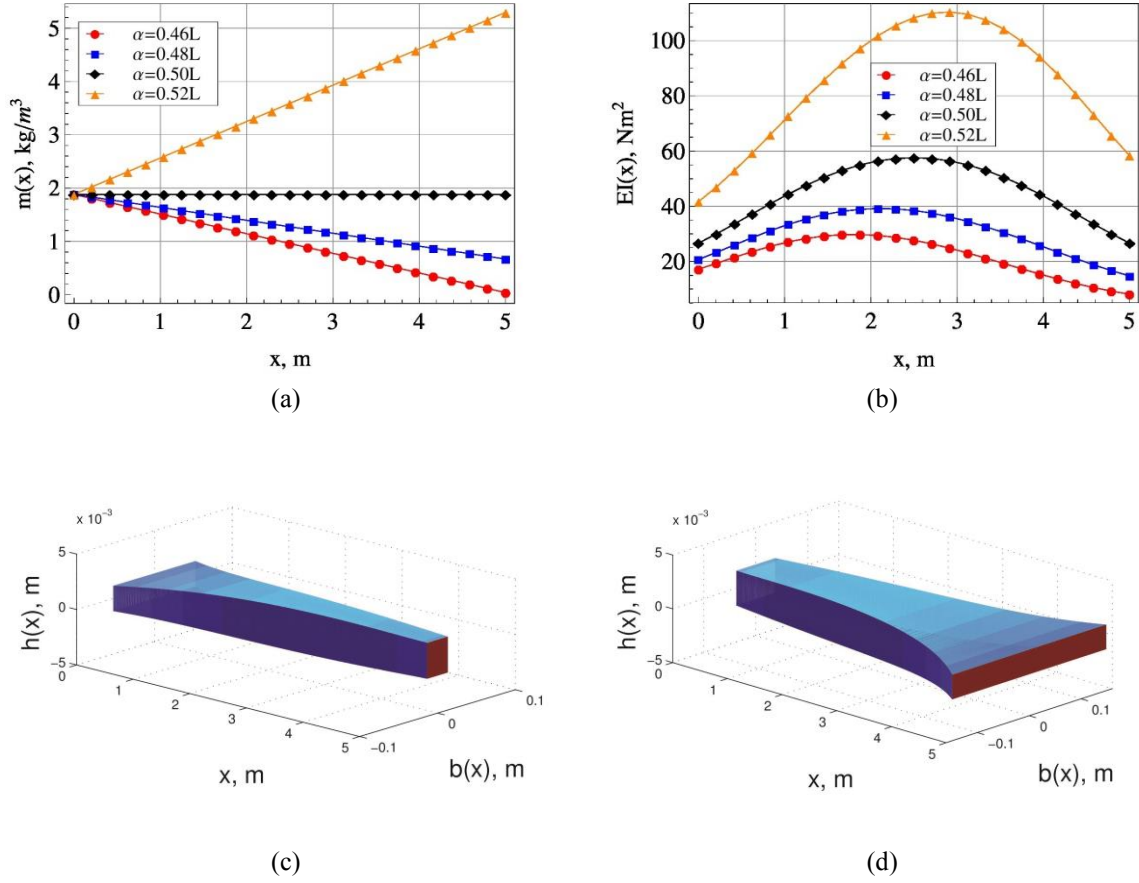 m(x), kg/m³
5
4
3
2
1
0
α=0.46L
α=0.48L
α=0.50L
α=0.52L
0 1 2 3 4 5
x, m
(a)
EI(x), Nm²
100
80
60
40
20
α=0.46L
α=0.48L
α=0.50L
α=0.52L
0 1 2 3 4 5
x, m
(b)
x 10⁻³
5
0
−5
h(x), m
0
1
2
3
4
5
x, m
−0.1
0
0.1
b(x), m
(c)
x 10⁻³
5
0
−5
h(x), m
0
1
2
3
4
5
x, m
−0.1
0
0.1
b(x), m
(d)